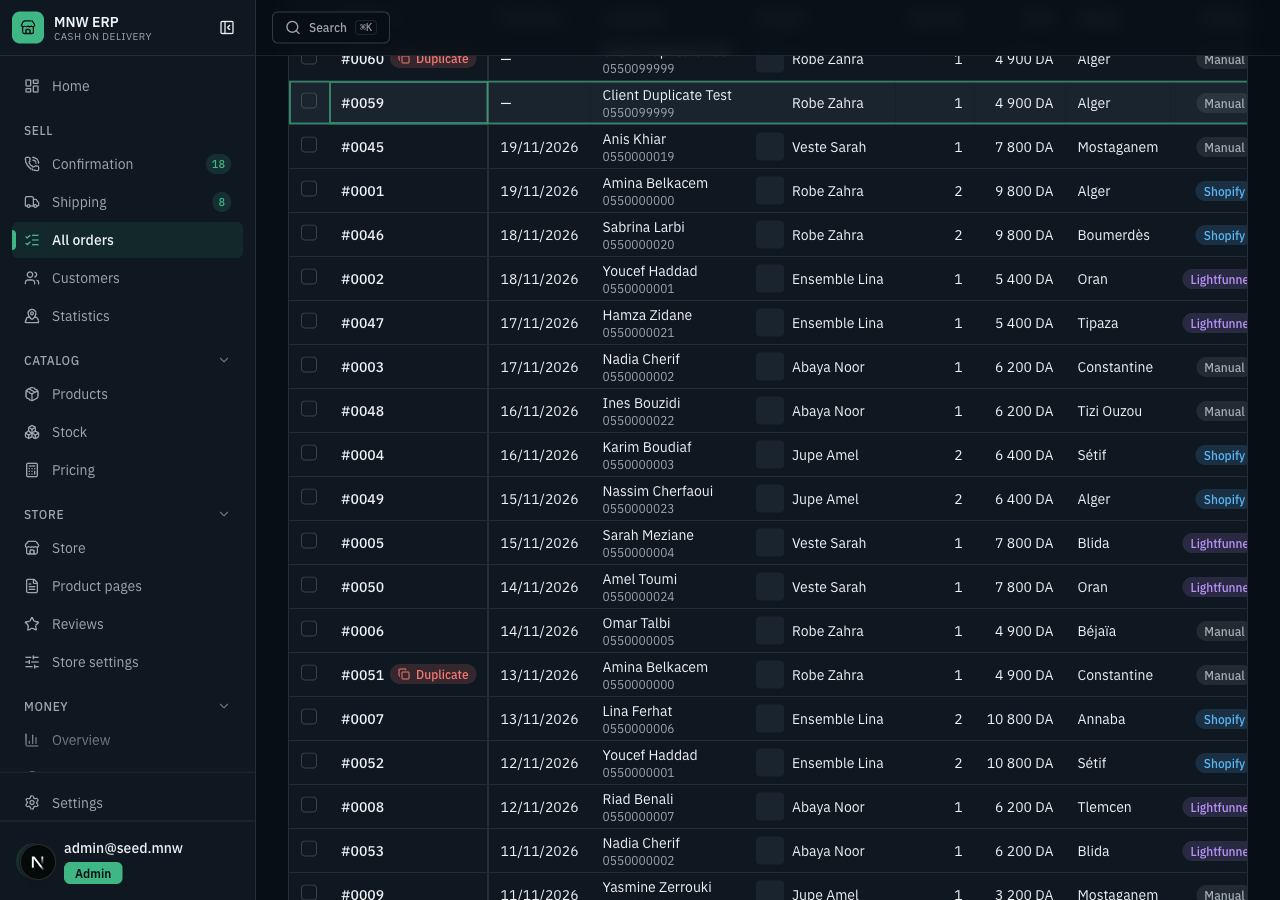 MNW ERP
CASH ON DELIVERY
Search ⌘K
Home
SELL
Confirmation 18
Shipping 8
All orders
Customers
Statistics
CATALOG
Products
Stock
Pricing
STORE
Store
Product pages
Reviews
Store settings
MONEY
Overview
Settings
N
admin@seed.mnw
Admin
#0060 Duplicate — 0550099999 Robe Zahra 1 4 900 DA Alger Manual
#0059 — Client Duplicate Test 0550099999 Robe Zahra 1 4 900 DA Alger Manual
#0045 19/11/2026 Anis Khiar 0550000019 Veste Sarah 1 7 800 DA Mostaganem Manual
#0001 19/11/2026 Amina Belkacem 0550000000 Robe Zahra 2 9 800 DA Alger Shopify
#0046 18/11/2026 Sabrina Larbi 0550000020 Robe Zahra 2 9 800 DA Boumerdès Shopify
#0002 18/11/2026 Youcef Haddad 0550000001 Ensemble Lina 1 5 400 DA Oran Lightfunne
#0047 17/11/2026 Hamza Zidane 0550000021 Ensemble Lina 1 5 400 DA Tipaza Lightfunne
#0003 17/11/2026 Nadia Cherif 0550000002 Abaya Noor 1 6 200 DA Constantine Manual
#0048 16/11/2026 Ines Bouzidi 0550000022 Abaya Noor 1 6 200 DA Tizi Ouzou Manual
#0004 16/11/2026 Karim Boudiaf 0550000003 Jupe Amel 2 6 400 DA Sétif Shopify
#0049 15/11/2026 Nassim Cherfaoui 0550000023 Jupe Amel 2 6 400 DA Alger Shopify
#0005 15/11/2026 Sarah Meziane 0550000004 Veste Sarah 1 7 800 DA Blida Lightfunne
#0050 14/11/2026 Amel Toumi 0550000024 Veste Sarah 1 7 800 DA Oran Lightfunne
#0006 14/11/2026 Omar Talbi 0550000005 Robe Zahra 1 4 900 DA Béjaïa Manual
#0051 Duplicate 13/11/2026 Amina Belkacem 0550000000 Robe Zahra 1 4 900 DA Constantine Manual
#0007 13/11/2026 Lina Ferhat 0550000006 Ensemble Lina 2 10 800 DA Annaba Shopify
#0052 12/11/2026 Youcef Haddad 0550000001 Ensemble Lina 2 10 800 DA Sétif Shopify
#0008 12/11/2026 Riad Benali 0550000007 Abaya Noor 1 6 200 DA Tlemcen Lightfunne
#0053 11/11/2026 Nadia Cherif 0550000002 Abaya Noor 1 6 200 DA Blida Lightfunne
#0009 11/11/2026 Yasmine Zerrouki Jupe Amel 1 3 200 DA Mostaganem Manual